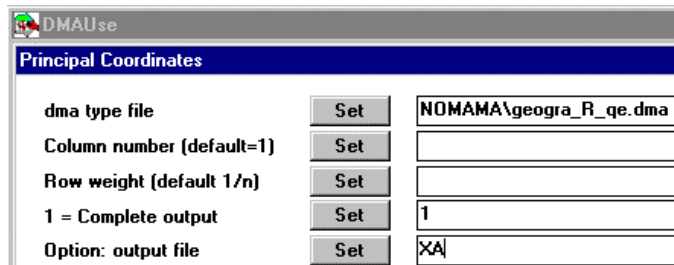 DMAUse
Principal Coordinates
dma type file Set NOMAMA\geogra_R_qe.dma
Column number (default=1) Set
Row weight (default 1/n) Set
1 = Complete output Set 1
Option: output file Set XA